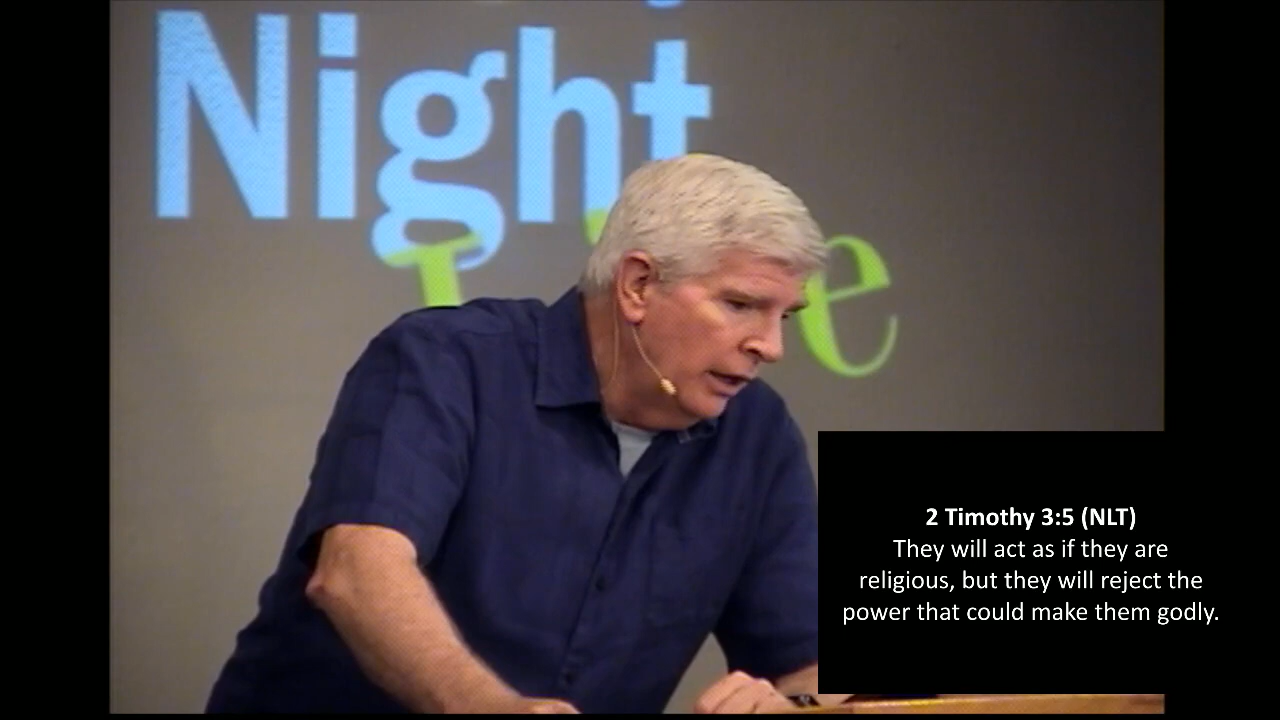 Night
2 Timothy 3:5 (NLT)
They will act as if they are
religious, but they will reject the
power that could make them godly.